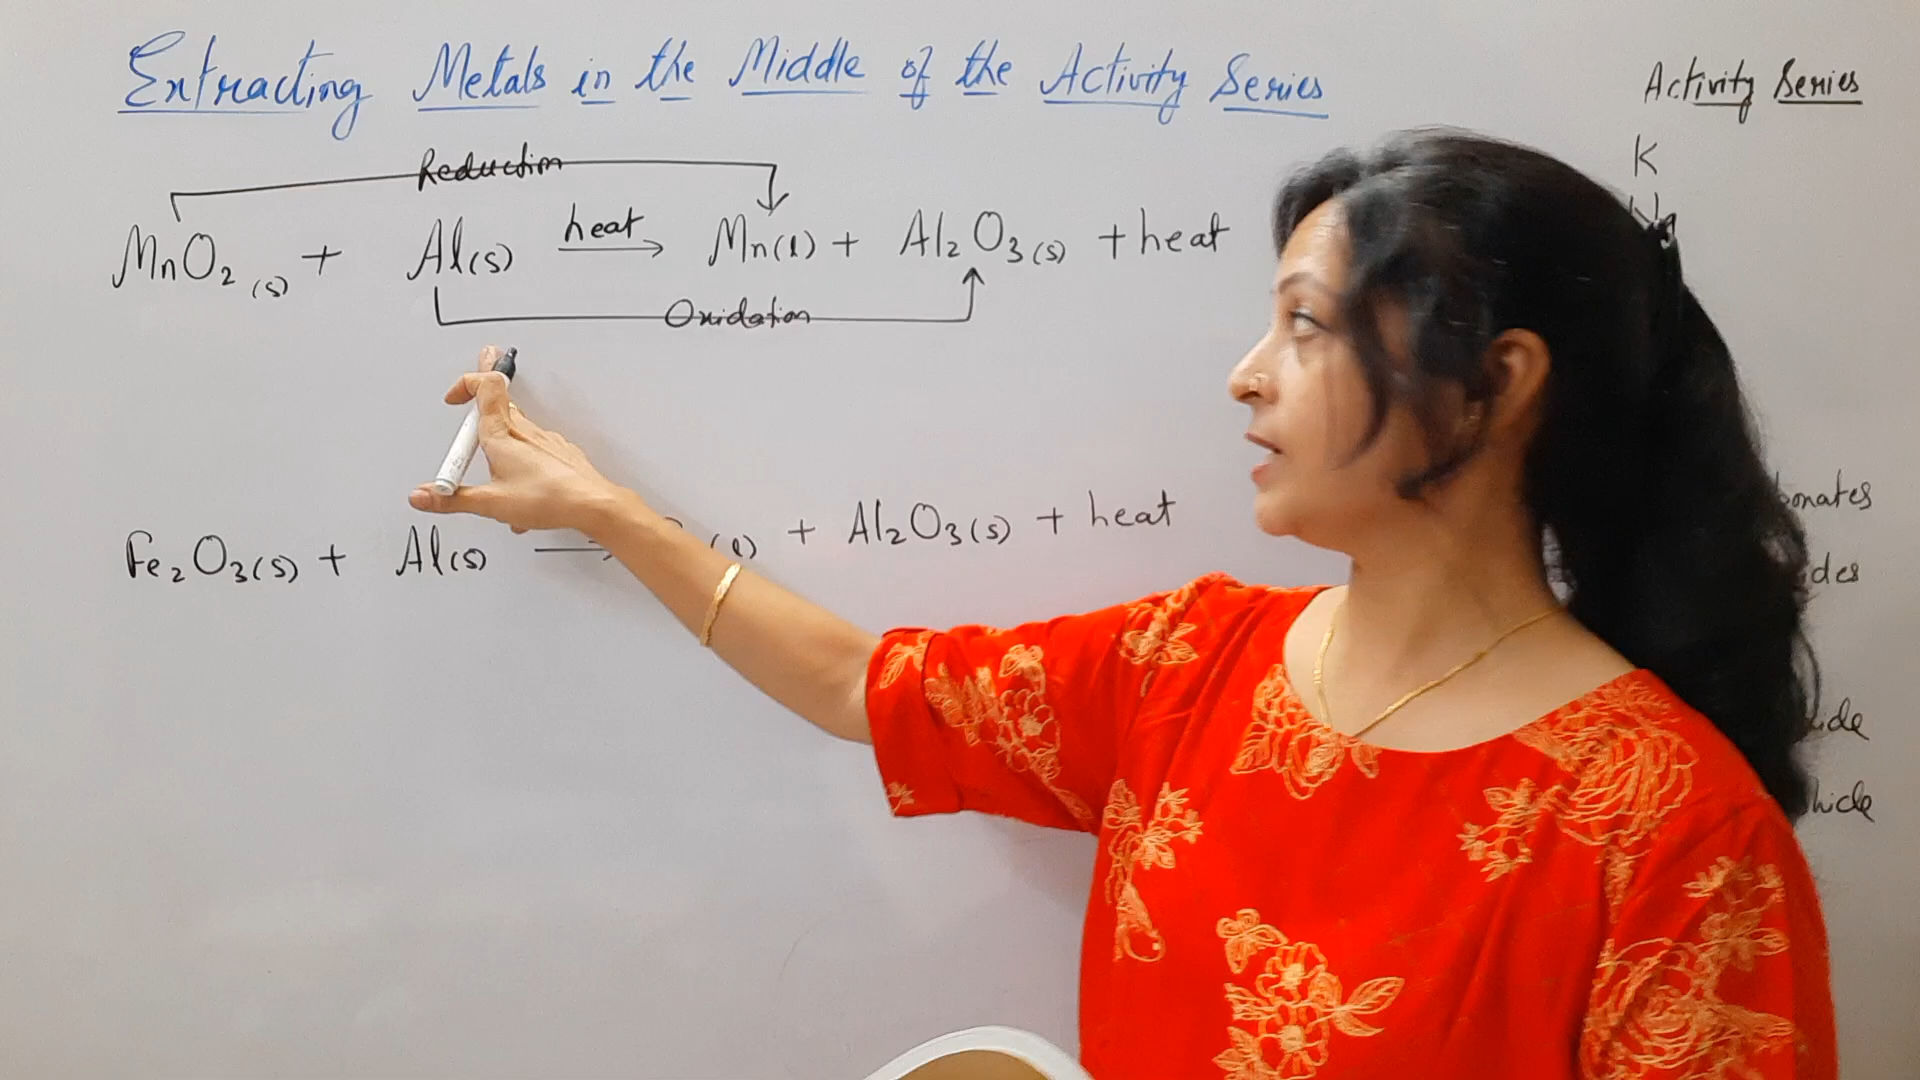 Extracting Metals in the Middle of the Activity Series
Activity Series
K
Na
Reduction
MnO₂ (s) + Al(s) heat → Mn(l) + Al₂O₃(s) + heat
Oxidation
Fe₂O₃(s) + Al(s) → (l) + Al₂O₃(s) + heat